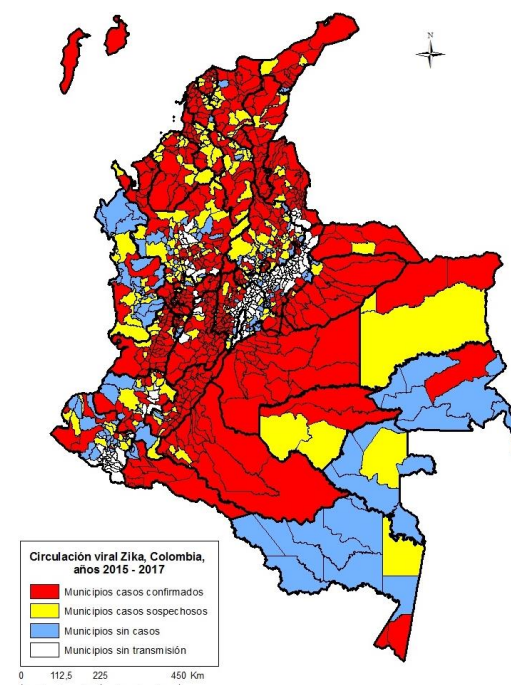 N
Circulación viral Zika, Colombia,
años 2015 - 2017
Municipios casos confirmados
Municipios casos sospechosos
Municipios sin casos
Municipios sin transmisión
0 112,5 225 450 Km